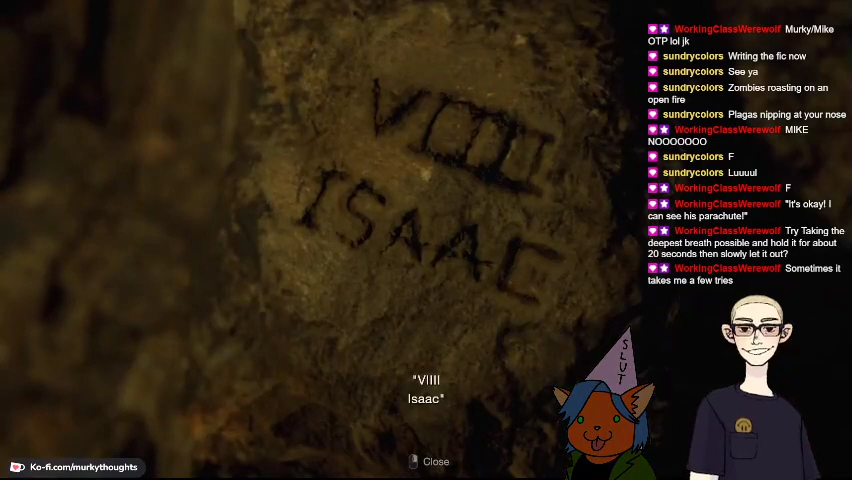 VIIII
ISAAC
"VIIII
Isaac"
Close
Ko-fi.com/murkythoughts
WorkingClassWerewolf Murky/Mike
OTP lol jk
sundrycolors Writing the fic now
sundrycolors See ya
sundrycolors Zombies roasting on an
open fire
sundrycolors Plagas nipping at your nose
WorkingClassWerewolf MIKE
NOOOOOOO
sundrycolors F
sundrycolors Luuuul
WorkingClassWerewolf F
WorkingClassWerewolf "It's okay! I
can see his parachute!"
WorkingClassWerewolf Try Taking the
deepest breath possible and hold it for about
20 seconds then slowly let it out?
WorkingClassWerewolf Sometimes it
takes me a few tries
SLUT